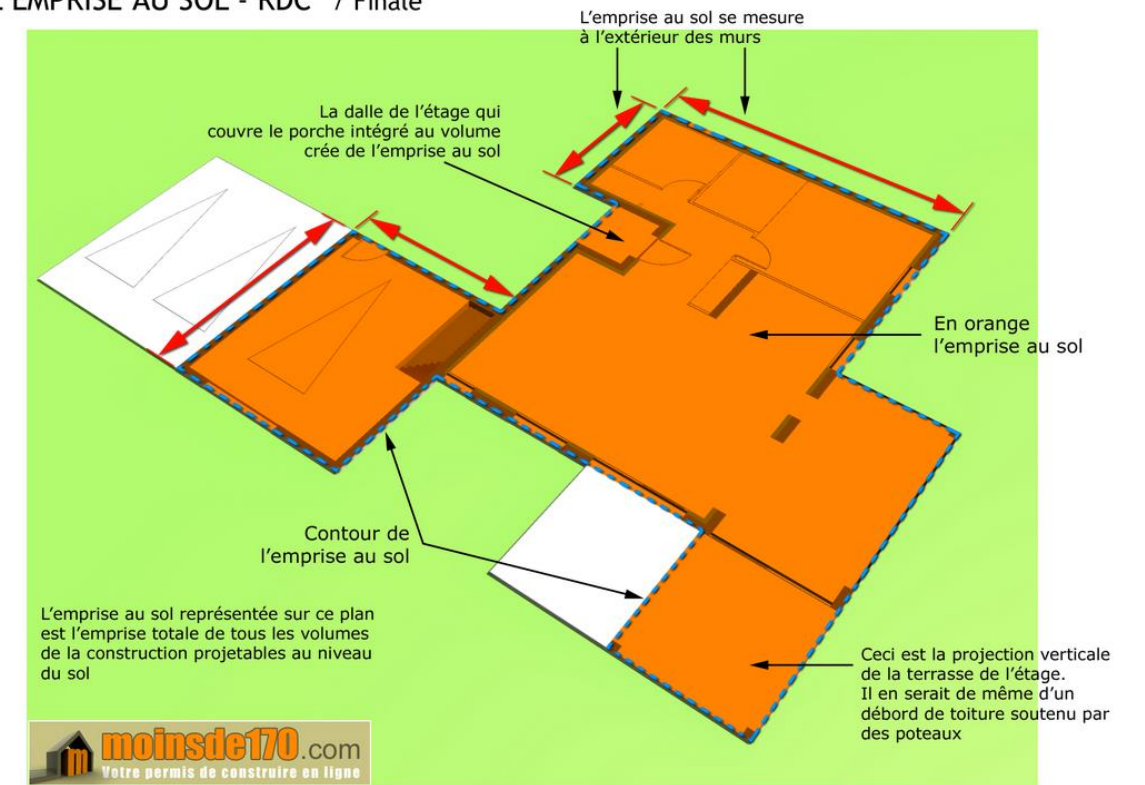 EMPRISE AU SOL - RDC / Finale
L'emprise au sol se mesure
à l'extérieur des murs
La dalle de l'étage qui
couvre le porche intégré au volume
crée de l'emprise au sol
En orange
l'emprise au sol
Contour de
l'emprise au sol
L'emprise au sol représentée sur ce plan
est l'emprise totale de tous les volumes
de la construction projetables au niveau
du sol
Ceci est la projection verticale
de la terrasse de l'étage.
Il en serait de même d'un
débord de toiture soutenu par
des poteaux
m moinsde170.com
Votre permis de construire en ligne